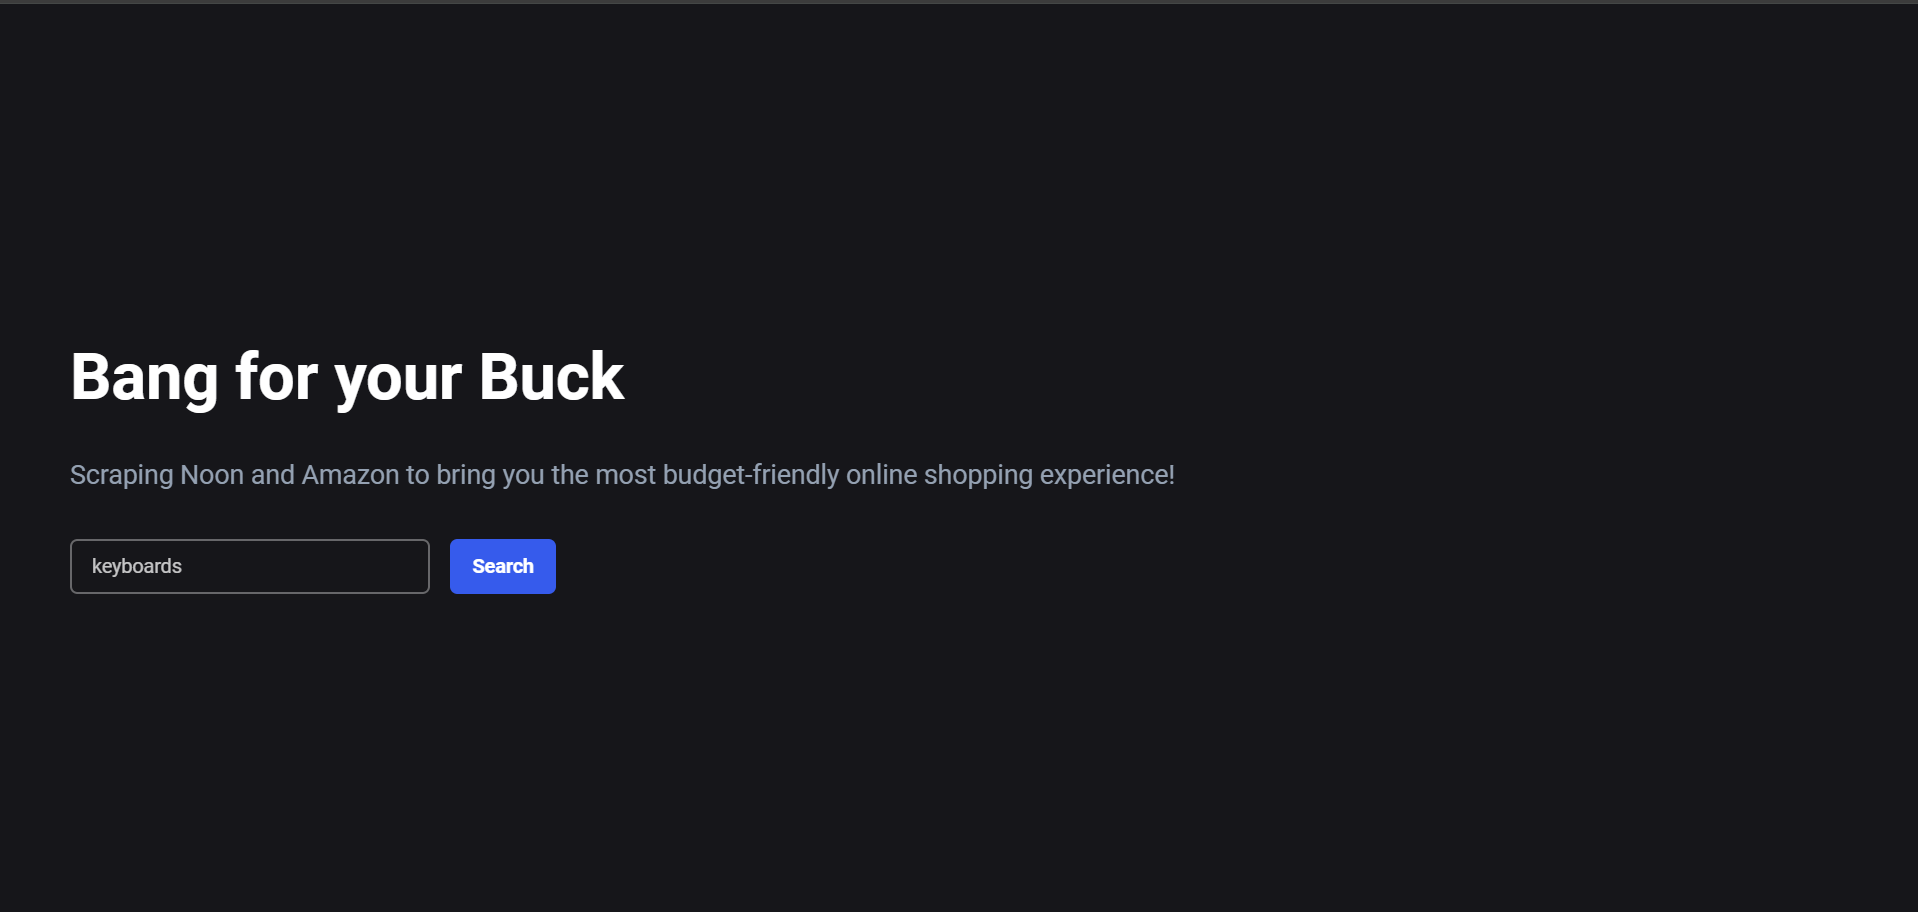 Bang for your Buck
Scraping Noon and Amazon to bring you the most budget-friendly online shopping experience!
keyboards
Search